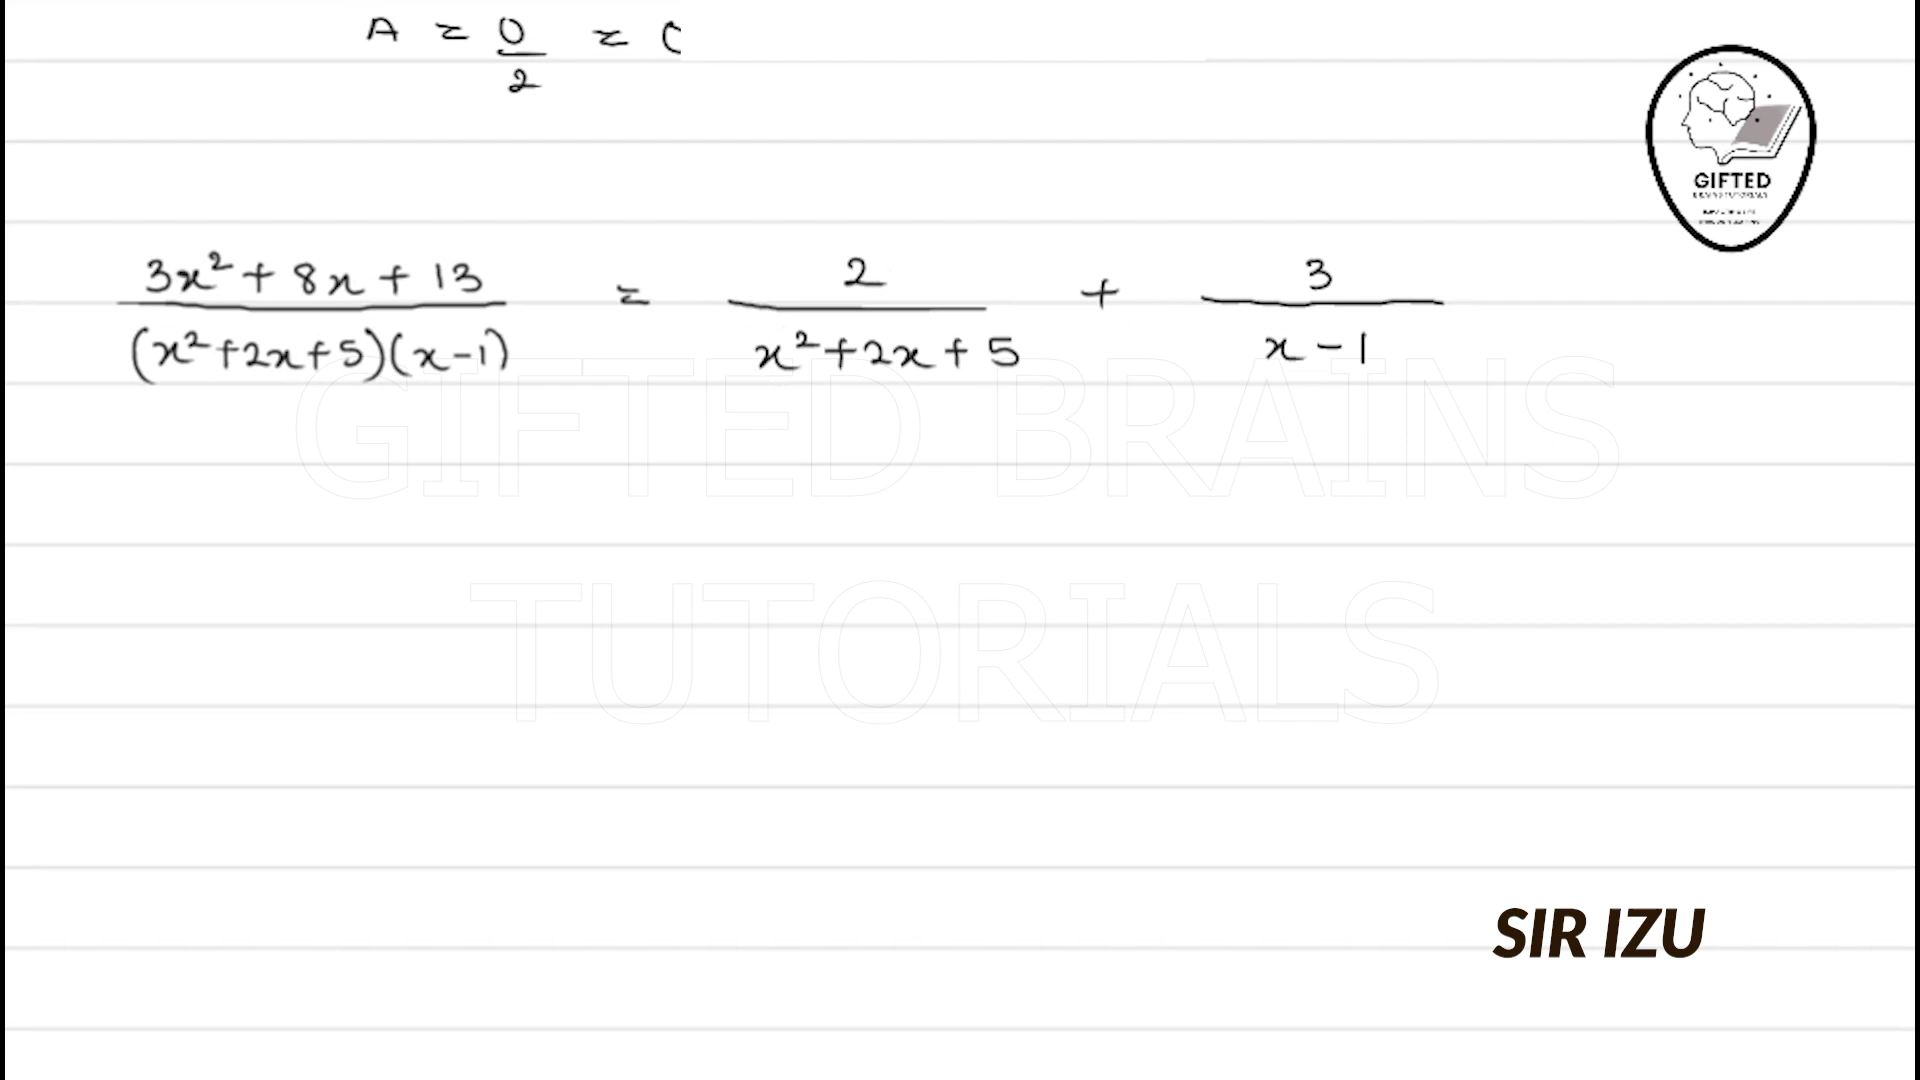 A = 0/2 =
GIFTED
(3x² + 8x + 13)/((x²+2x+5)(x-1)) = 2/(x²+2x+5) + 3/(x-1)
GIFTED BRAINS
TUTORIALS
SIR IZU